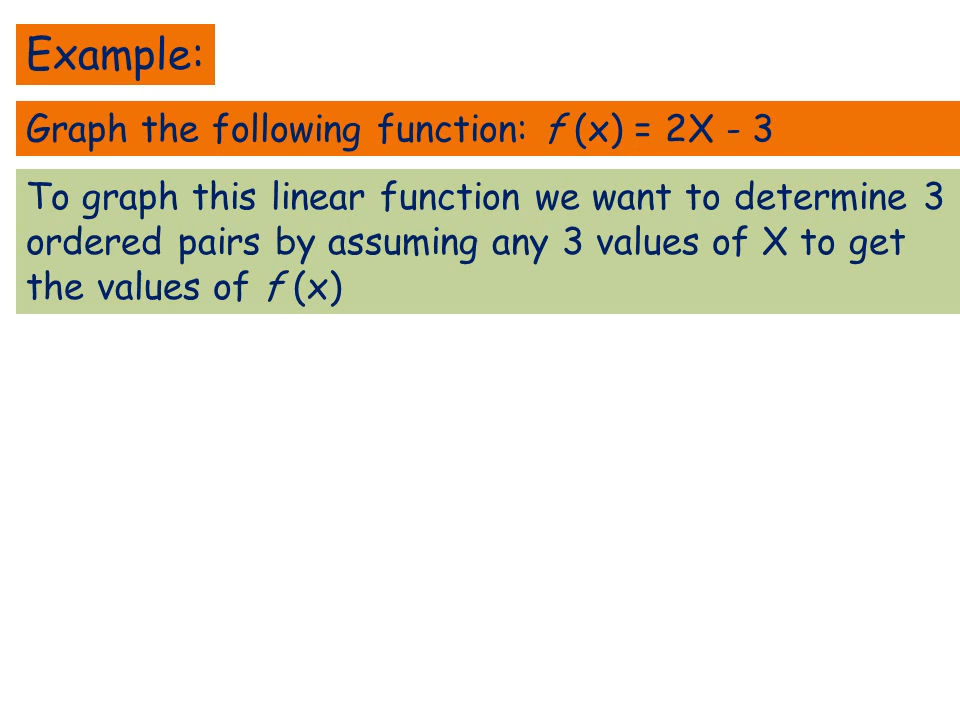 Example:
Graph the following function: f (x) = 2X - 3
To graph this linear function we want to determine 3
ordered pairs by assuming any 3 values of X to get
the values of f (x)